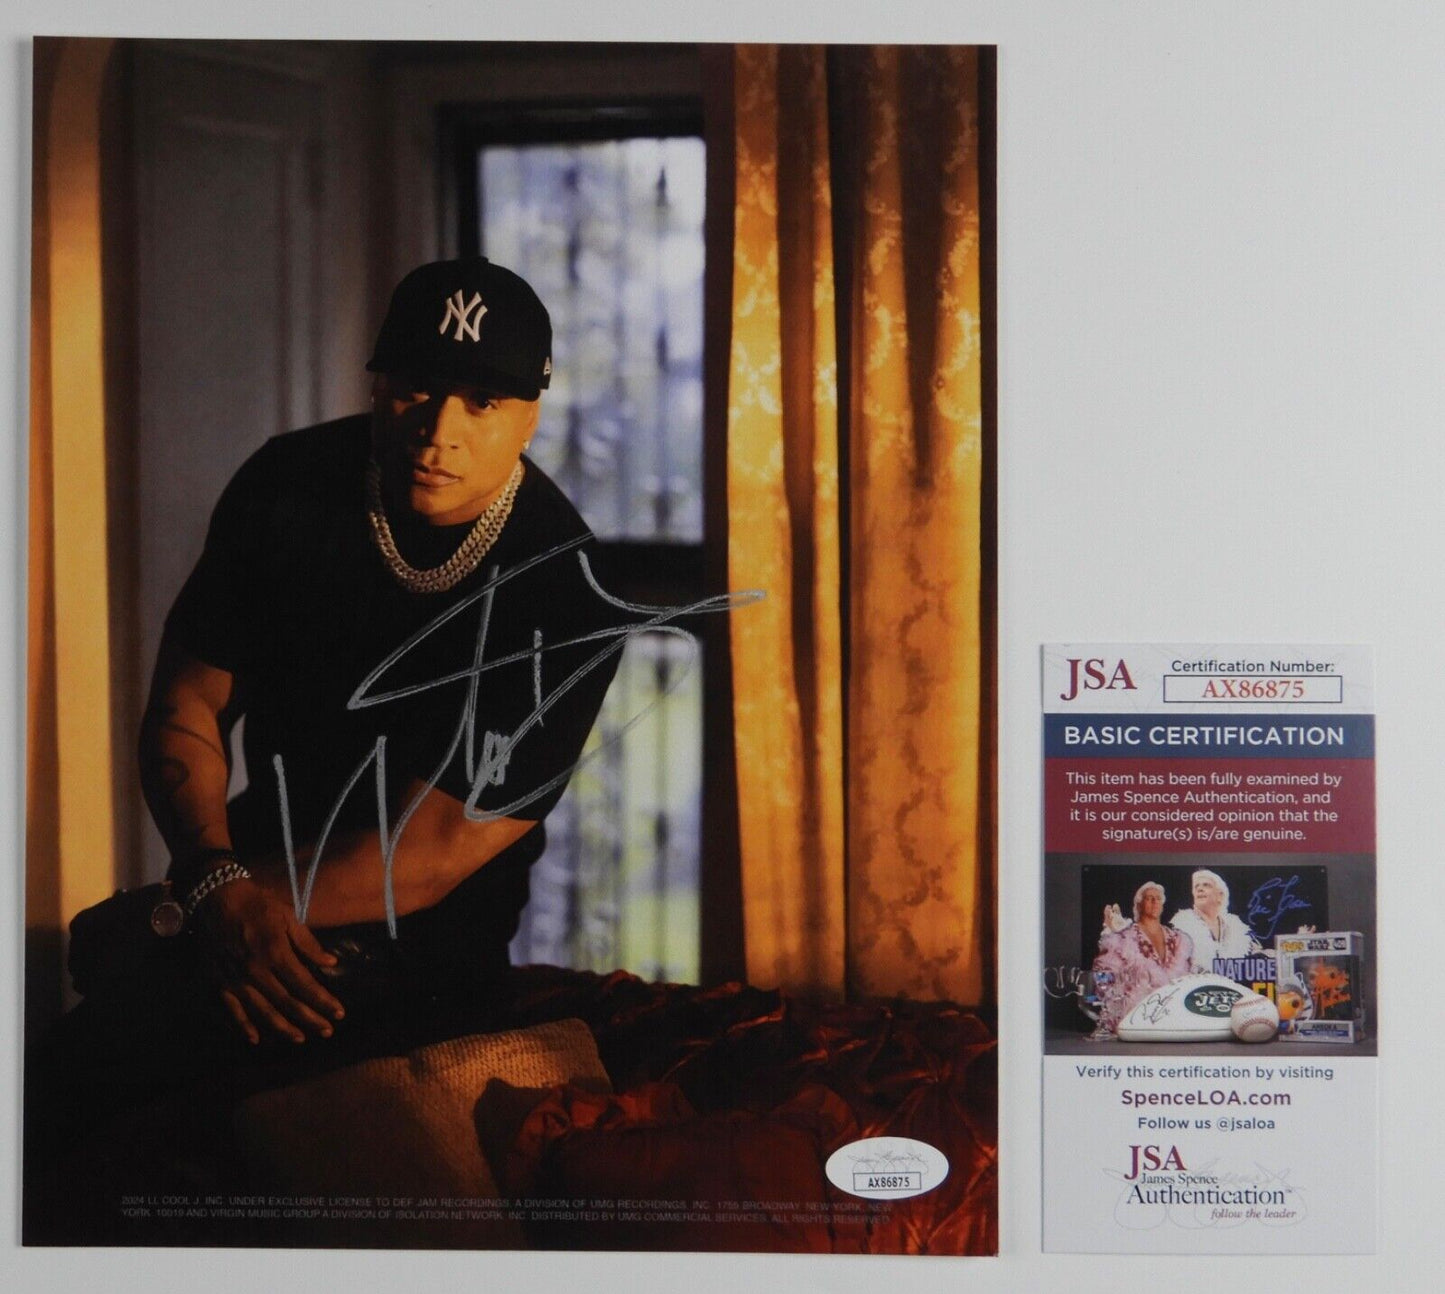 NY
JSA
Certification Number:
AX86875
BASIC CERTIFICATION
This item has been fully examined by
James Spence Authentication, and
it is our considered opinion that the
signature(s) is/are genuine.
NATURE
JETS
Verify this certification by visiting
SpenceLOA.com
Follow us @jsaloa
JSA
James Spence
Authentication™
follow the leader
AX86875
2024 LL COOL J, INC. UNDER EXCLUSIVE LICENSE TO DEF JAM RECORDINGS, A DIVISION OF UMG RECORDINGS, INC. 1755 BROADWAY, NEW YORK, NEW
YORK, 10019 AND VIRGIN MUSIC GROUP A DIVISION OF ISOLATION NETWORK, INC. DISTRIBUTED BY UMG COMMERCIAL SERVICES, ALL RIGHTS RESERVED